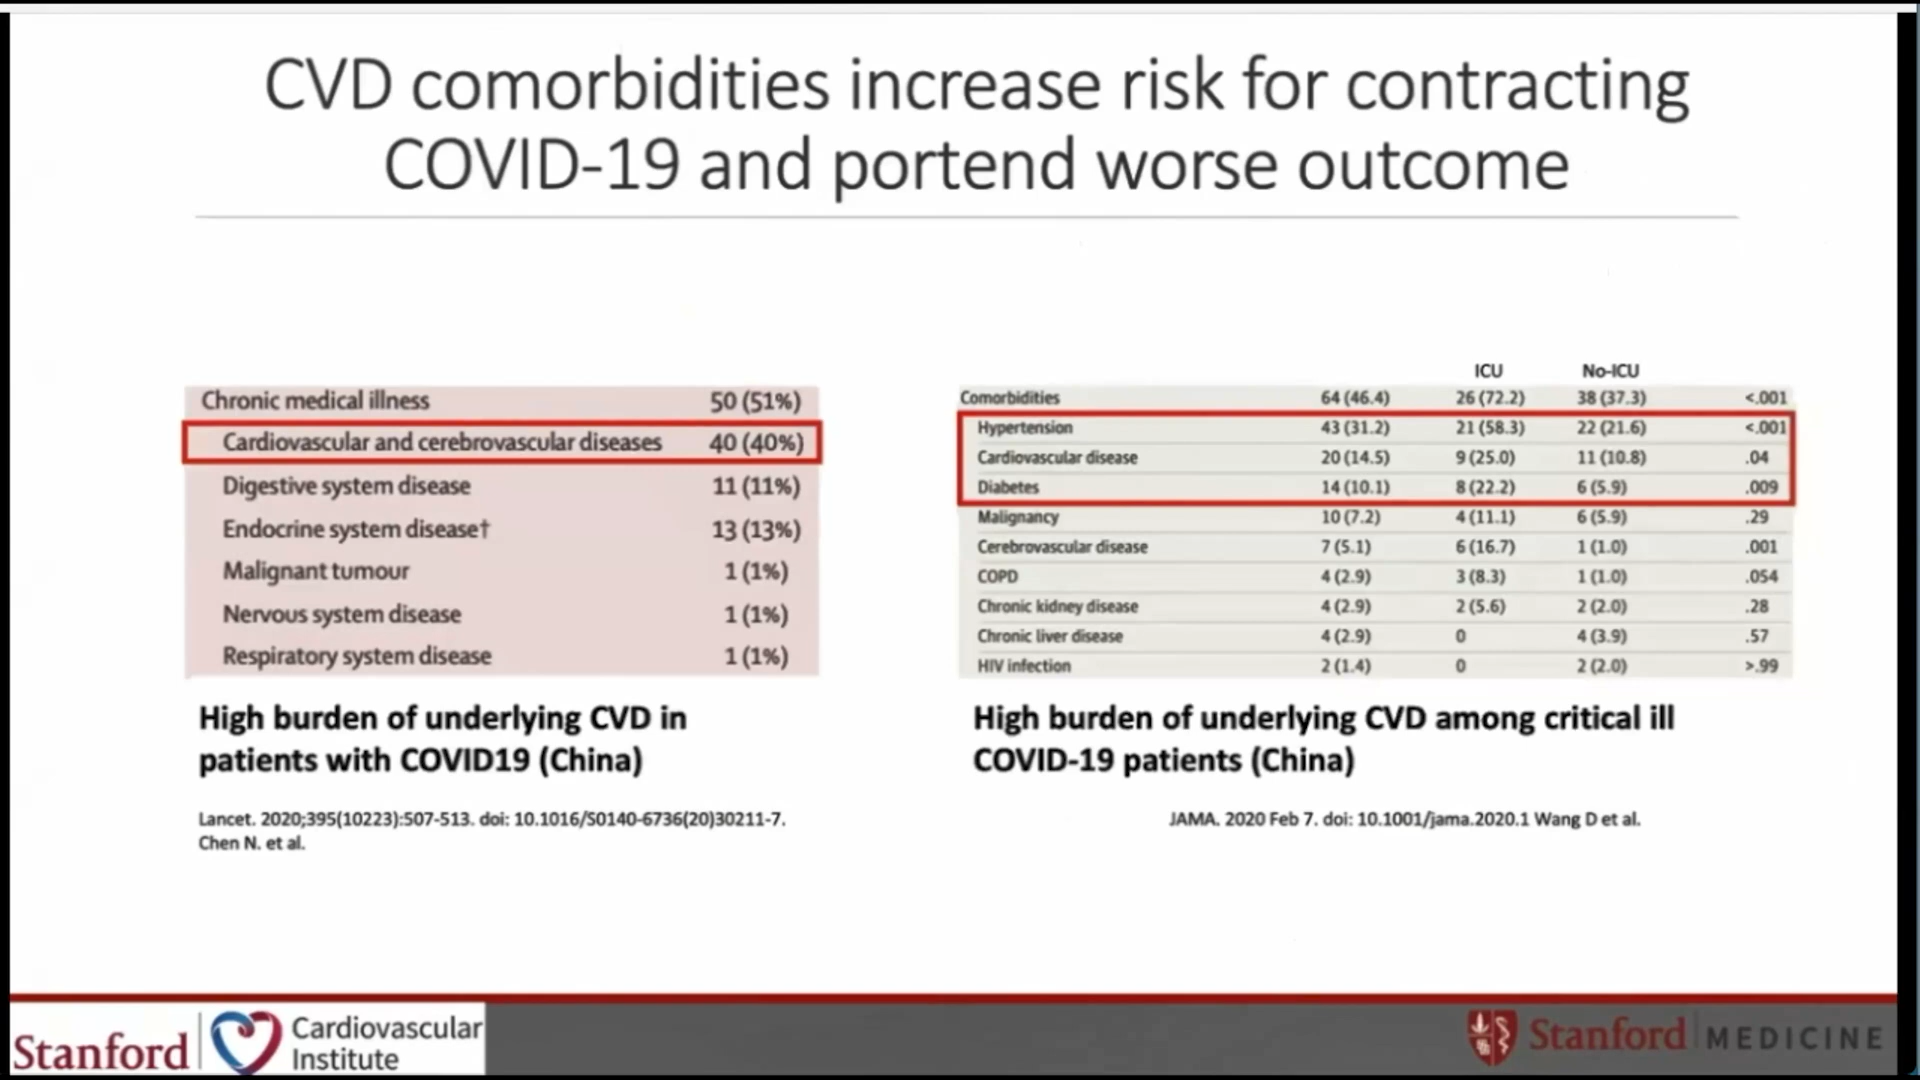 CVD comorbidities increase risk for contracting
COVID-19 and portend worse outcome
Chronic medical illness 50 (51%)
Cardiovascular and cerebrovascular diseases 40 (40%)
Digestive system disease 11 (11%)
Endocrine system disease† 13 (13%)
Malignant tumour 1 (1%)
Nervous system disease 1 (1%)
Respiratory system disease 1 (1%)
High burden of underlying CVD in
patients with COVID19 (China)
Lancet. 2020;395(10223):507-513. doi: 10.1016/S0140-6736(20)30211-7.
Chen N. et al.
ICU No-ICU
Comorbidities 64 (46.4) 26 (72.2) 38 (37.3) <.001
Hypertension 43 (31.2) 21 (58.3) 22 (21.6) <.001
Cardiovascular disease 20 (14.5) 9 (25.0) 11 (10.8) .04
Diabetes 14 (10.1) 8 (22.2) 6 (5.9) .009
Malignancy 10 (7.2) 4 (11.1) 6 (5.9) .29
Cerebrovascular disease 7 (5.1) 6 (16.7) 1 (1.0) .001
COPD 4 (2.9) 3 (8.3) 1 (1.0) .054
Chronic kidney disease 4 (2.9) 2 (5.6) 2 (2.0) .28
Chronic liver disease 4 (2.9) 0 4 (3.9) .57
HIV infection 2 (1.4) 0 2 (2.0) >.99
High burden of underlying CVD among critical ill
COVID-19 patients (China)
JAMA. 2020 Feb 7. doi: 10.1001/jama.2020.1 Wang D et al.
Stanford Cardiovascular
Institute
Stanford MEDICINE